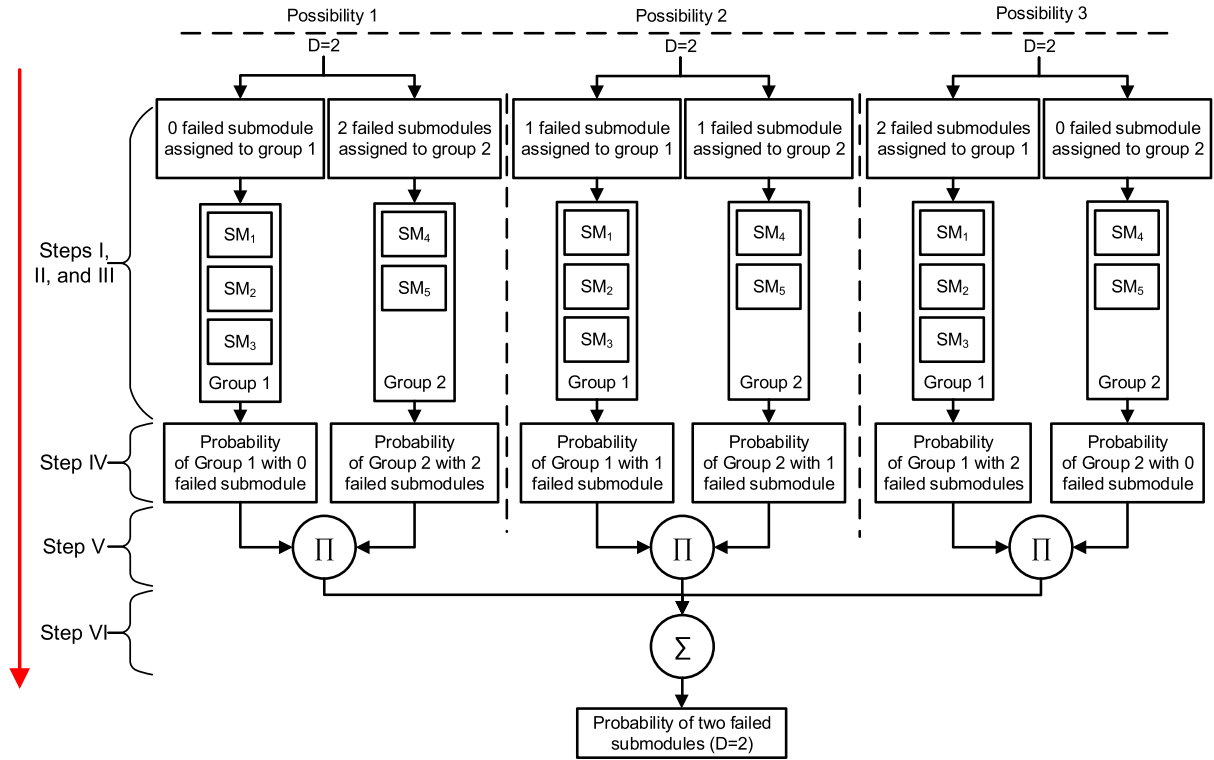 Possibility 1
Possibility 2
Possibility 3
D=2
D=2
D=2
0 failed submodule
assigned to group 1
2 failed submodules
assigned to group 2
1 failed submodule
assigned to group 1
1 failed submodule
assigned to group 2
2 failed submodules
assigned to group 1
0 failed submodule
assigned to group 2
Steps I,
II, and III
SM₁
SM₂
SM₃
Group 1
SM₄
SM₅
Group 2
SM₁
SM₂
SM₃
Group 1
SM₄
SM₅
Group 2
SM₁
SM₂
SM₃
Group 1
SM₄
SM₅
Group 2
Step IV
Probability
of Group 1 with 0
failed submodule
Probability
of Group 2 with 2
failed submodules
Probability
of Group 1 with 1
failed submodule
Probability
of Group 2 with 1
failed submodule
Probability
of Group 1 with 2
failed submodules
Probability
of Group 2 with 0
failed submodule
Step V
∏
∏
∏
Step VI
∑
Probability of two failed
submodules (D=2)